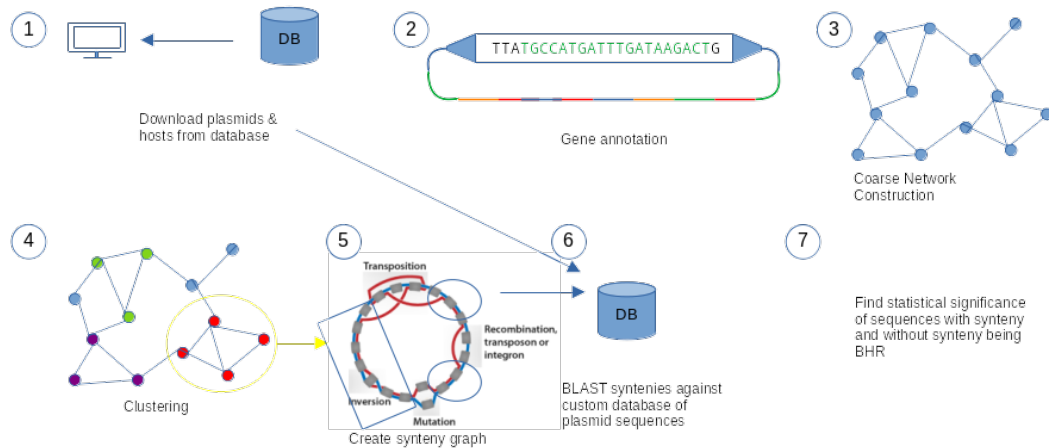 1
DB
2
TTATGCCATGATTTGATAAGACTG
3
Download plasmids &
hosts from database
Gene annotation
Coarse Network
Construction
4
5
6
7
Transposition
Recombination,
transposon or
integron
Inversion
Mutation
DB
Find statistical significance
of sequences with synteny
and without synteny being
BHR
Clustering
Create synteny graph
BLAST syntenies against
custom database of
plasmid sequences